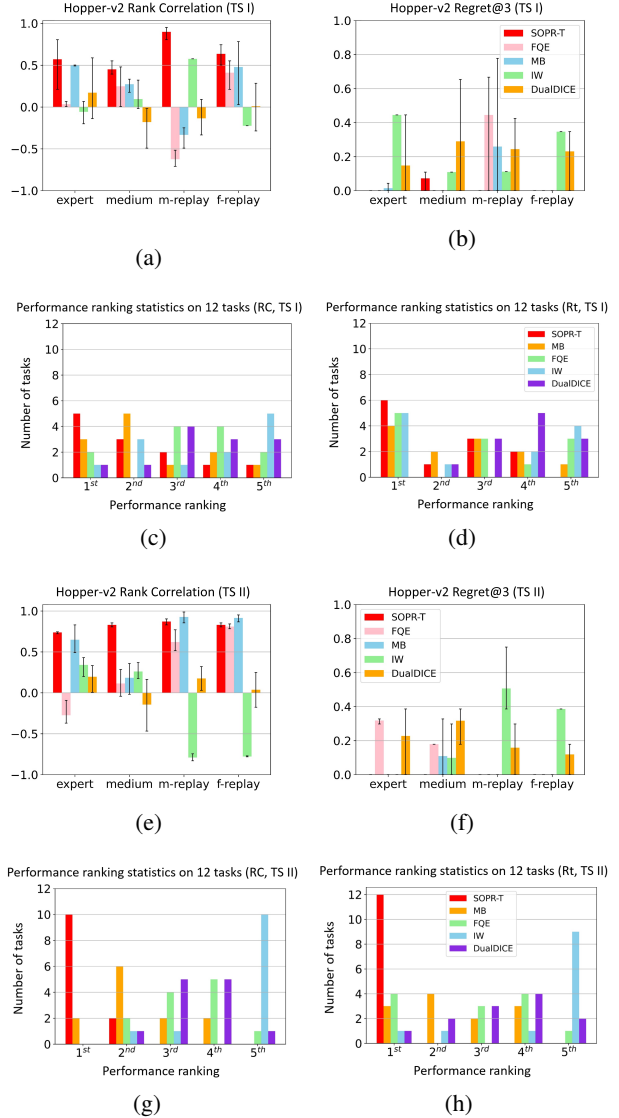 Hopper-v2 Rank Correlation (TS I)
1.0
0.5
0.0
−0.5
−1.0
expert medium m-replay f-replay
(a)
Hopper-v2 Regret@3 (TS I)
1.0
0.8
0.6
0.4
0.2
0.0
SOPR-T
FQE
MB
IW
DualDICE
expert medium m-replay f-replay
(b)
Performance ranking statistics on 12 tasks (RC, TS I)
Number of tasks
12
10
8
6
4
2
0
1st 2nd 3rd 4th 5th
Performance ranking
(c)
Performance ranking statistics on 12 tasks (Rt, TS I)
Number of tasks
12
10
8
6
4
2
0
SOPR-T
MB
FQE
IW
DualDICE
1st 2nd 3rd 4th 5th
Performance ranking
(d)
Hopper-v2 Rank Correlation (TS II)
1.0
0.5
0.0
−0.5
−1.0
expert medium m-replay f-replay
(e)
Hopper-v2 Regret@3 (TS II)
1.0
0.8
0.6
0.4
0.2
0.0
SOPR-T
FQE
MB
IW
DualDICE
expert medium m-replay f-replay
(f)
Performance ranking statistics on 12 tasks (RC, TS II)
Number of tasks
12
10
8
6
4
2
0
1st 2nd 3rd 4th 5th
Performance ranking
(g)
Performance ranking statistics on 12 tasks (Rt, TS II)
Number of tasks
12
10
8
6
4
2
0
SOPR-T
MB
FQE
IW
DualDICE
1st 2nd 3rd 4th 5th
Performance ranking
(h)